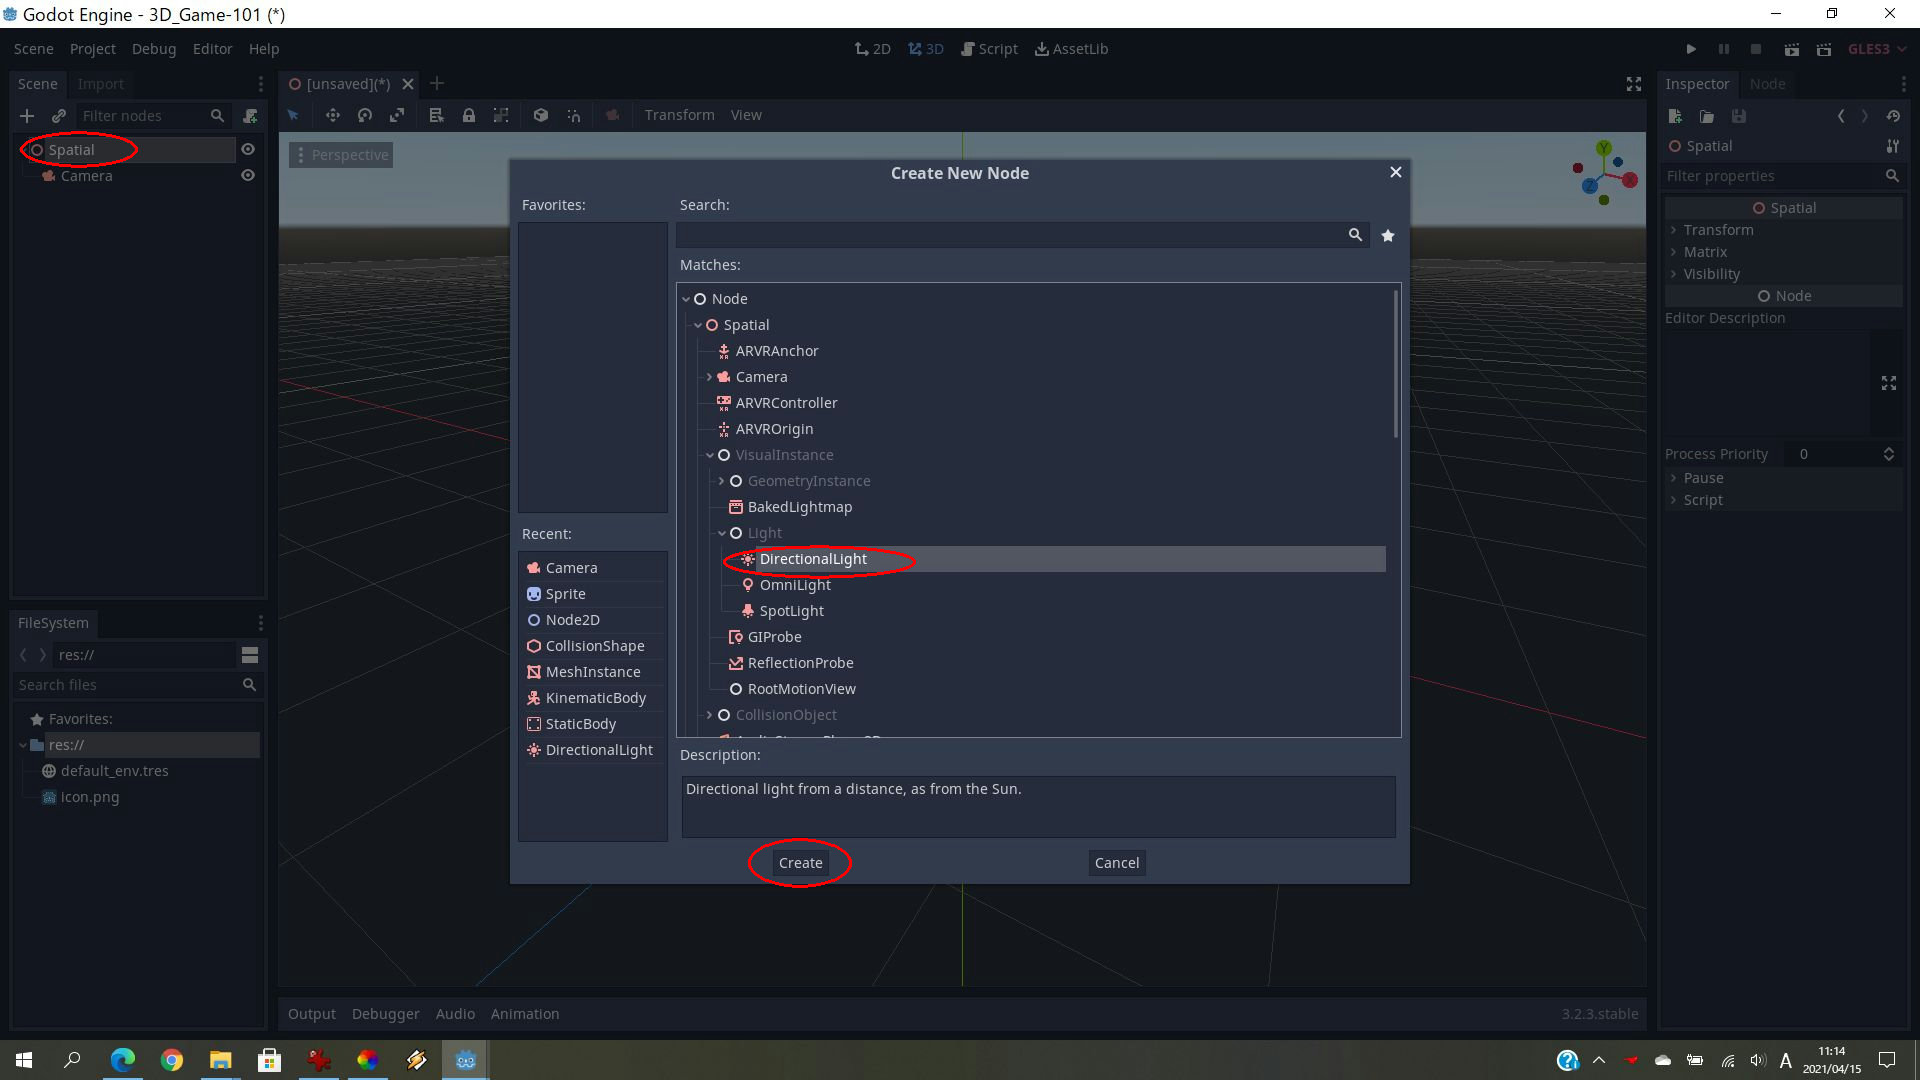 Godot Engine - 3D_Game-101 (*)
Scene Project Debug Editor Help
2D 3D Script AssetLib
GLES3
Scene Import
[unsaved](*)
Inspector Node
Filter nodes
Transform View
Spatial
Camera
Perspective
Y
X
Z
Spatial
Filter properties
Spatial
Transform
Matrix
Visibility
Node
Editor Description
Process Priority 0
Pause
Script
Create New Node
Favorites:
Search:
Matches:
Node
Spatial
ARVRAnchor
Camera
ARVRController
ARVROrigin
VisualInstance
GeometryInstance
BakedLightmap
Light
DirectionalLight
OmniLight
SpotLight
GIProbe
ReflectionProbe
RootMotionView
CollisionObject
Recent:
Camera
Sprite
Node2D
CollisionShape
MeshInstance
KinematicBody
StaticBody
DirectionalLight
Description:
Directional light from a distance, as from the Sun.
Create Cancel
FileSystem
res://
Search files
Favorites:
res://
default_env.tres
icon.png
Output Debugger Audio Animation
3.2.3.stable
A
11:14
2021/04/15